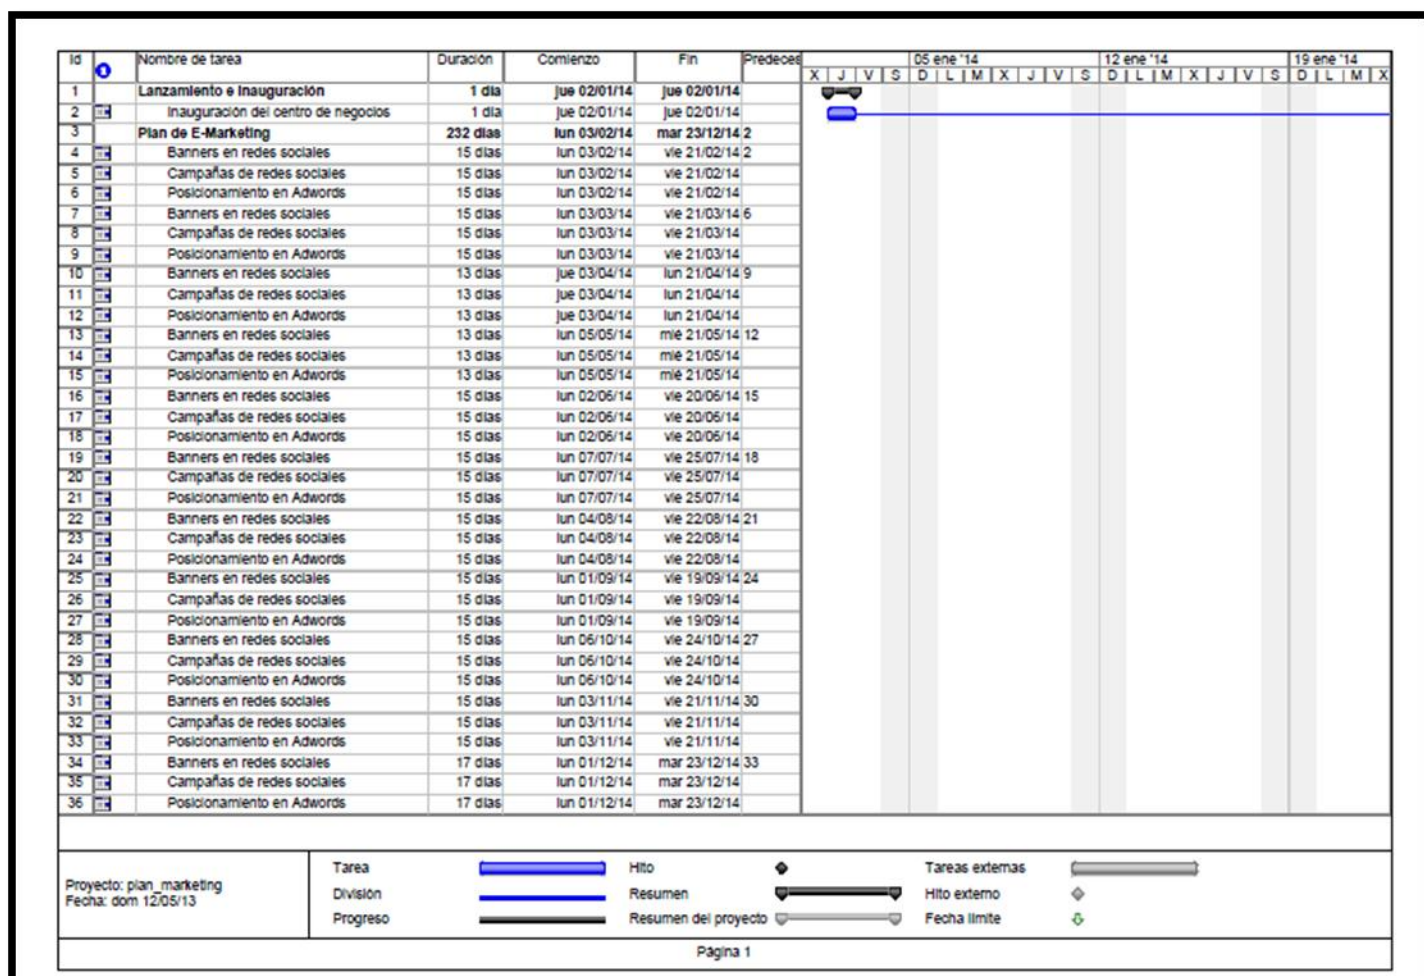 Id Nombre de tarea Duración Comienzo Fin Predeces 05 ene '14 12 ene '14 19 ene '14
X J V S D L M X J V S D L M X J V S D L M X
1 Lanzamiento e Inauguración 1 día jue 02/01/14 jue 02/01/14
2 Inauguración del centro de negocios 1 día jue 02/01/14 jue 02/01/14
3 Plan de E-Marketing 232 días lun 03/02/14 mar 23/12/14 2
4 Banners en redes sociales 15 días lun 03/02/14 vie 21/02/14 2
5 Campañas de redes sociales 15 días lun 03/02/14 vie 21/02/14
6 Posicionamiento en Adwords 15 días lun 03/02/14 vie 21/02/14
7 Banners en redes sociales 15 días lun 03/03/14 vie 21/03/14 6
8 Campañas de redes sociales 15 días lun 03/03/14 vie 21/03/14
9 Posicionamiento en Adwords 15 días lun 03/03/14 vie 21/03/14
10 Banners en redes sociales 13 días jue 03/04/14 lun 21/04/14 9
11 Campañas de redes sociales 13 días jue 03/04/14 lun 21/04/14
12 Posicionamiento en Adwords 13 días jue 03/04/14 lun 21/04/14
13 Banners en redes sociales 13 días lun 05/05/14 mié 21/05/14 12
14 Campañas de redes sociales 13 días lun 05/05/14 mié 21/05/14
15 Posicionamiento en Adwords 13 días lun 05/05/14 mié 21/05/14
16 Banners en redes sociales 15 días lun 02/06/14 vie 20/06/14 15
17 Campañas de redes sociales 15 días lun 02/06/14 vie 20/06/14
18 Posicionamiento en Adwords 15 días lun 02/06/14 vie 20/06/14
19 Banners en redes sociales 15 días lun 07/07/14 vie 25/07/14 18
20 Campañas de redes sociales 15 días lun 07/07/14 vie 25/07/14
21 Posicionamiento en Adwords 15 días lun 07/07/14 vie 25/07/14
22 Banners en redes sociales 15 días lun 04/08/14 vie 22/08/14 21
23 Campañas de redes sociales 15 días lun 04/08/14 vie 22/08/14
24 Posicionamiento en Adwords 15 días lun 04/08/14 vie 22/08/14
25 Banners en redes sociales 15 días lun 01/09/14 vie 19/09/14 24
26 Campañas de redes sociales 15 días lun 01/09/14 vie 19/09/14
27 Posicionamiento en Adwords 15 días lun 01/09/14 vie 19/09/14
28 Banners en redes sociales 15 días lun 06/10/14 vie 24/10/14 27
29 Campañas de redes sociales 15 días lun 06/10/14 vie 24/10/14
30 Posicionamiento en Adwords 15 días lun 06/10/14 vie 24/10/14
31 Banners en redes sociales 15 días lun 03/11/14 vie 21/11/14 30
32 Campañas de redes sociales 15 días lun 03/11/14 vie 21/11/14
33 Posicionamiento en Adwords 15 días lun 03/11/14 vie 21/11/14
34 Banners en redes sociales 17 días lun 01/12/14 mar 23/12/14 33
35 Campañas de redes sociales 17 días lun 01/12/14 mar 23/12/14
36 Posicionamiento en Adwords 17 días lun 01/12/14 mar 23/12/14
Proyecto: plan_marketing
Fecha: dom 12/05/13
Tarea Hito Tareas externas
División Resumen Hito externo
Progreso Resumen del proyecto Fecha límite
Página 1